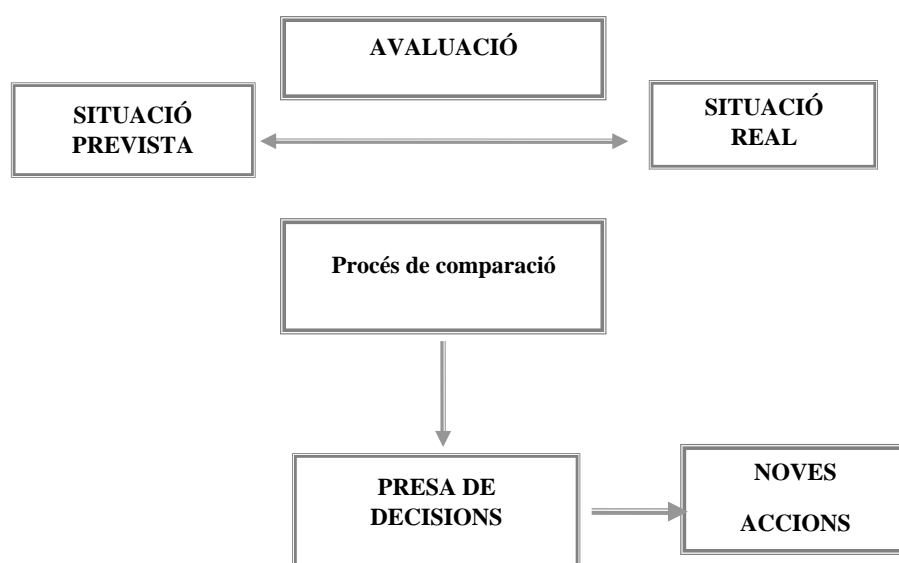 AVALUACIÓ
SITUACIÓ
PREVISTA
SITUACIÓ
REAL
Procés de comparació
PRESA DE
DECISIONS
NOVES
ACCIONS